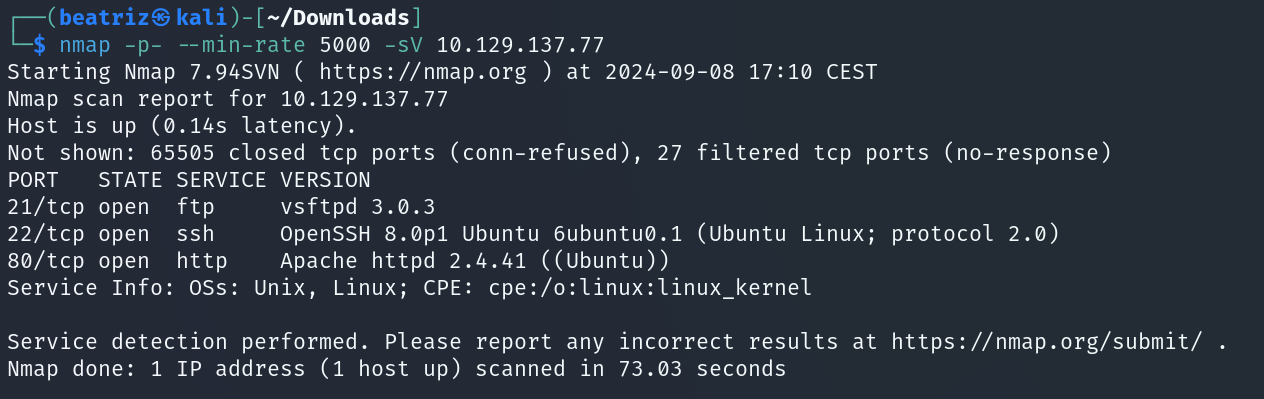 ┌──(beatriz㉿kali)-[~/Downloads]
└─$ nmap -p- --min-rate 5000 -sV 10.129.137.77
Starting Nmap 7.94SVN ( https://nmap.org ) at 2024-09-08 17:10 CEST
Nmap scan report for 10.129.137.77
Host is up (0.14s latency).
Not shown: 65505 closed tcp ports (conn-refused), 27 filtered tcp ports (no-response)
PORT   STATE SERVICE VERSION
21/tcp open  ftp     vsftpd 3.0.3
22/tcp open  ssh     OpenSSH 8.0p1 Ubuntu 6ubuntu0.1 (Ubuntu Linux; protocol 2.0)
80/tcp open  http    Apache httpd 2.4.41 ((Ubuntu))
Service Info: OSs: Unix, Linux; CPE: cpe:/o:linux:linux_kernel

Service detection performed. Please report any incorrect results at https://nmap.org/submit/ .
Nmap done: 1 IP address (1 host up) scanned in 73.03 seconds